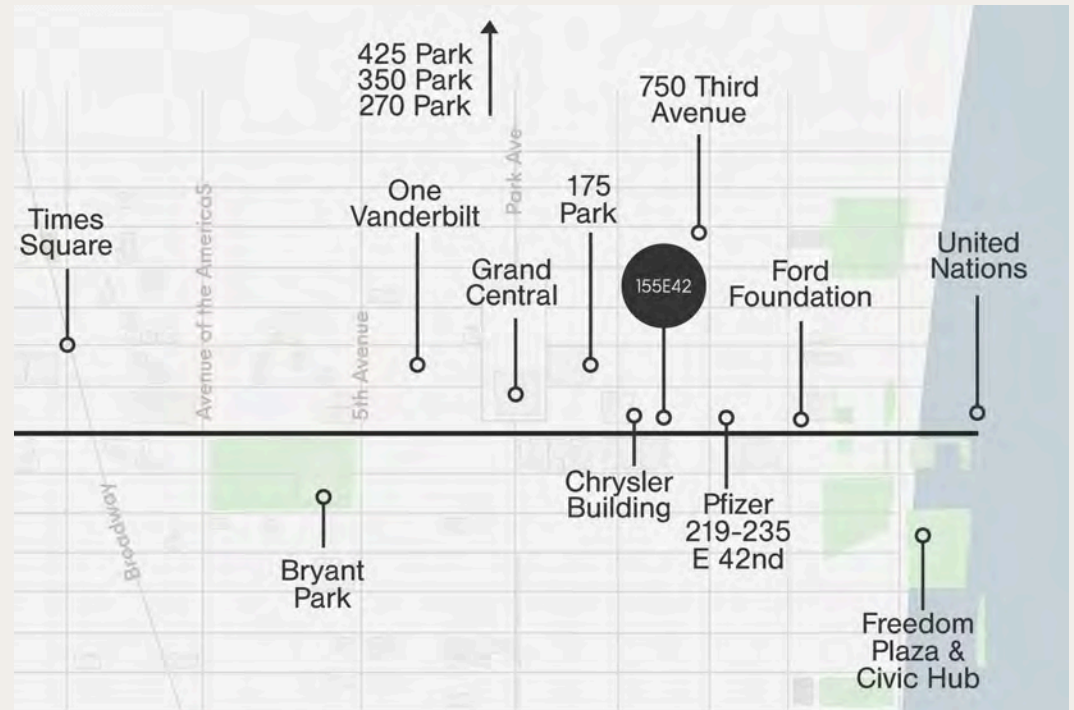 425 Park
350 Park
270 Park
750 Third
Avenue
Park Ave
One
Vanderbilt
175
Park
Times
Square
Avenue of the Americas
Grand
Central
155E42
Ford
Foundation
United
Nations
5th Avenue
Chrysler
Building
Pfizer
219-235
E 42nd
Broadway
Bryant
Park
Freedom
Plaza &
Civic Hub